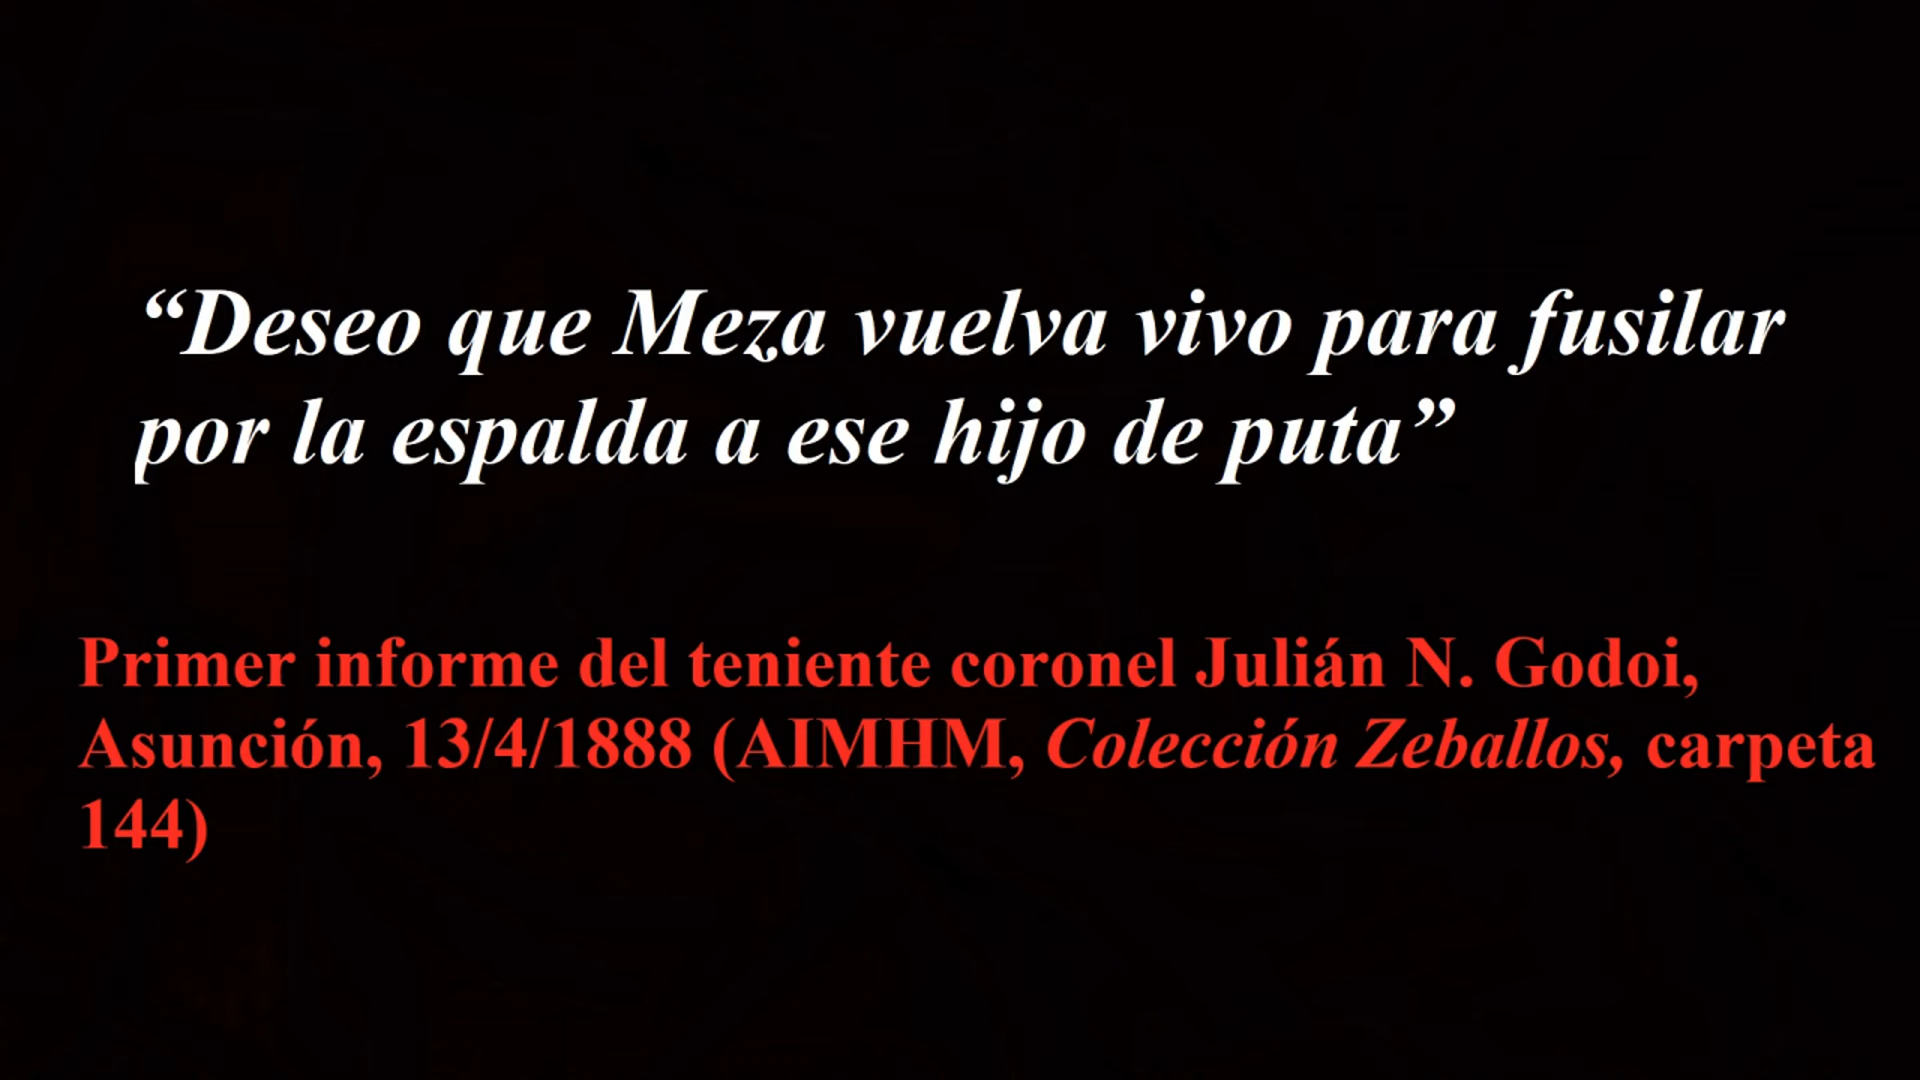 “Deseo que Meza vuelva vivo para fusilar
por la espalda a ese hijo de puta”
Primer informe del teniente coronel Julián N. Godoi,
Asunción, 13/4/1888 (AIMHM, Colección Zeballos, carpeta
144)